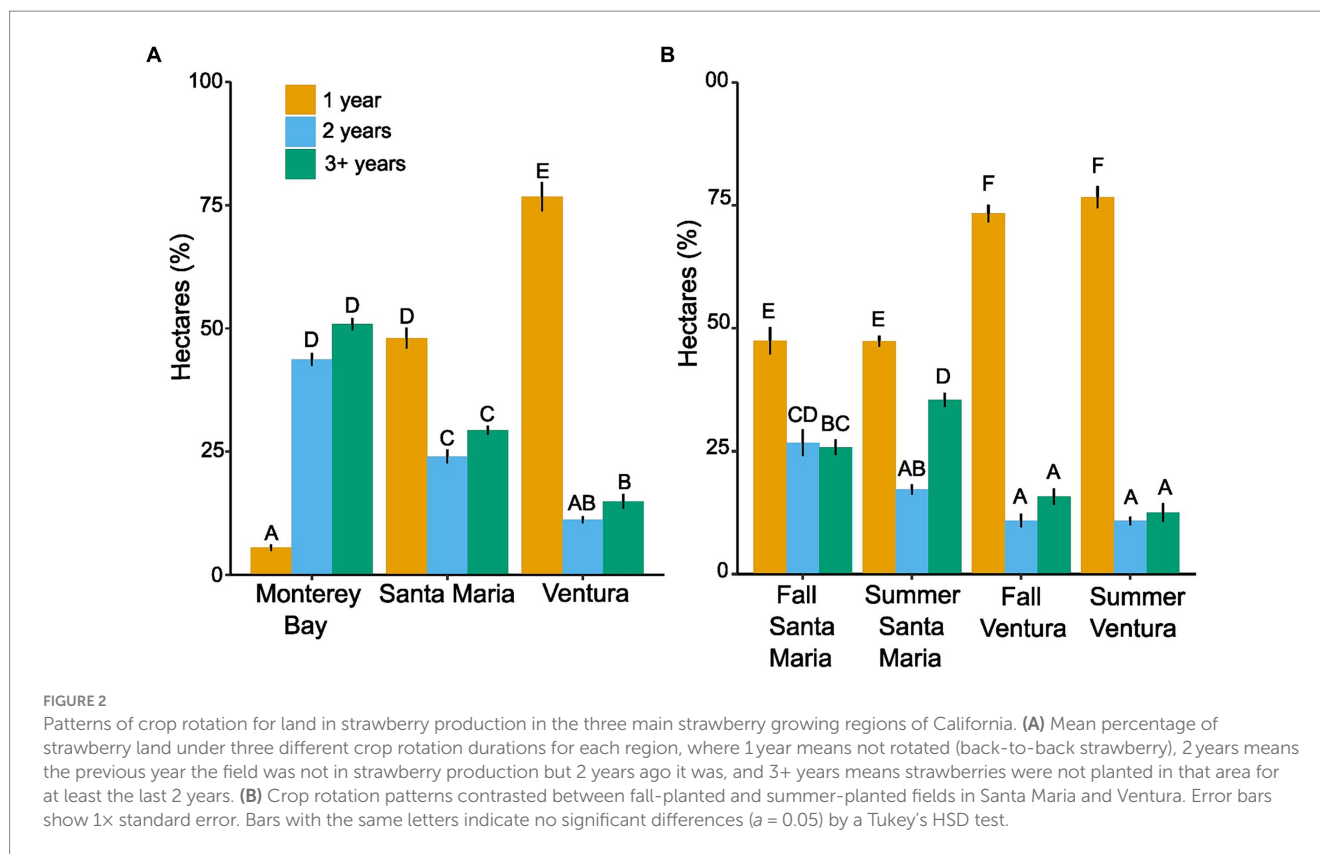 A
100
75
50
25
0
Hectares (%)
1 year
2 years
3+ years
A
D
D
D
C
C
E
AB
B
Monterey
Bay
Santa Maria
Ventura
B
00
75
50
25
0
Hectares (%)
E
CD
BC
E
AB
D
F
A
A
F
A
A
Fall
Santa
Maria
Summer
Santa
Maria
Fall
Ventura
Summer
Ventura
FIGURE 2
Patterns of crop rotation for land in strawberry production in the three main strawberry growing regions of California. (A) Mean percentage of
strawberry land under three different crop rotation durations for each region, where 1 year means not rotated (back-to-back strawberry), 2 years means
the previous year the field was not in strawberry production but 2 years ago it was, and 3+ years means strawberries were not planted in that area for
at least the last 2 years. (B) Crop rotation patterns contrasted between fall-planted and summer-planted fields in Santa Maria and Ventura. Error bars
show 1× standard error. Bars with the same letters indicate no significant differences (a = 0.05) by a Tukey's HSD test.